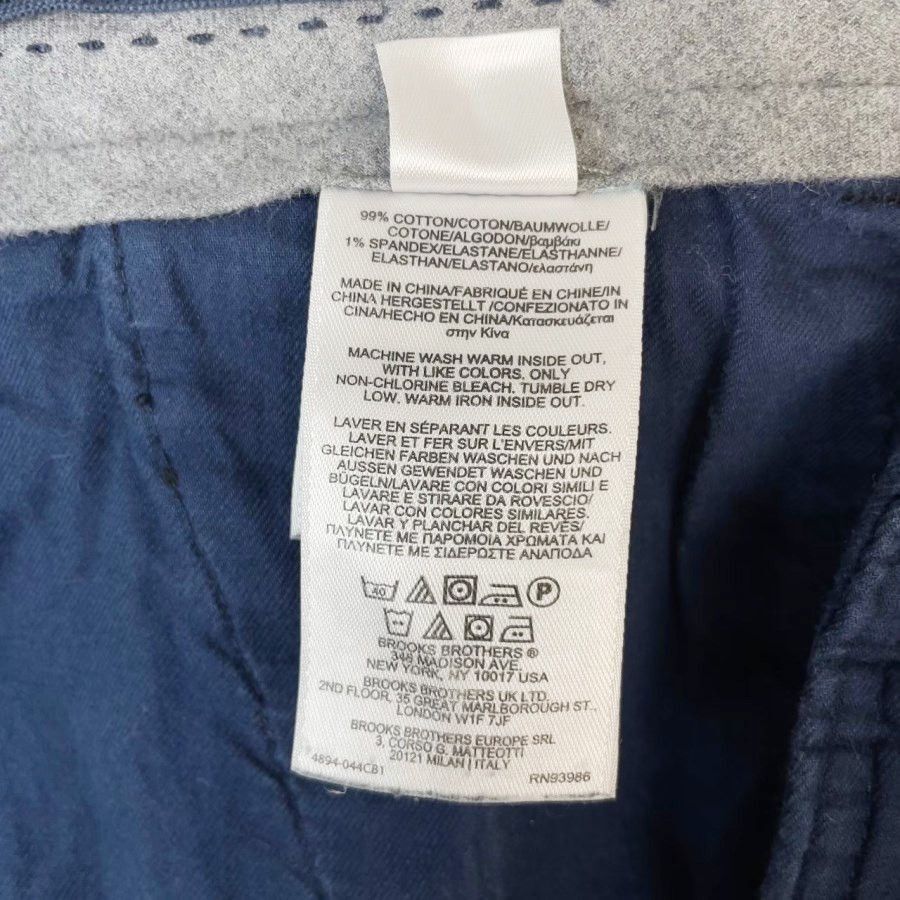 99% COTTON/COTON/BAUMWOLLE/
COTONE/ALGODON/βαμβάκι
1% SPANDEX/ELASTANE/ELASTHANNE/
ELASTHAN/ELASTANO/ελαστάνη
MADE IN CHINA/FABRIQUÉ EN CHINE/IN
CHINA HERGESTELLT /CONFEZIONATO IN
CINA/HECHO EN CHINA/Κατασκευάζεται
στην Κίνα
MACHINE WASH WARM INSIDE OUT,
WITH LIKE COLORS. ONLY
NON-CHLORINE BLEACH. TUMBLE DRY
LOW. WARM IRON INSIDE OUT.
LAVER EN SÉPARANT LES COULEURS.
LAVER ET FER SUR L'ENVERS/MIT
GLEICHEN FARBEN WASCHEN UND NACH
AUSSEN GEWENDET WASCHEN UND
BÜGELN/LAVARE CON COLORI SIMILI E
LAVARE E STIRARE DA ROVESCIO/
LAVAR CON COLORES SIMILARES.
LAVAR Y PLANCHAR DEL REVÉS/
ΠΛΥΝΕΤΕ ΜΕ ΠΑΡΟΜΟΙΑ ΧΡΩΜΑΤΑ ΚΑΙ
ΠΛΥΝΕΤΕ ΜΕ ΣΙΔΕΡΩΣΤΕ ΑΝΑΠΟΔΑ
40 P
BROOKS BROTHERS ®
346 MADISON AVE.
NEW YORK, NY 10017 USA
BROOKS BROTHERS UK LTD.
2ND FLOOR, 35 GREAT MARLBOROUGH ST.,
LONDON W1F 7JF
BROOKS BROTHERS EUROPE SRL
3, CORSO G. MATTEOTTI
20121 MILAN | ITALY
4894-044CB1 RN93986